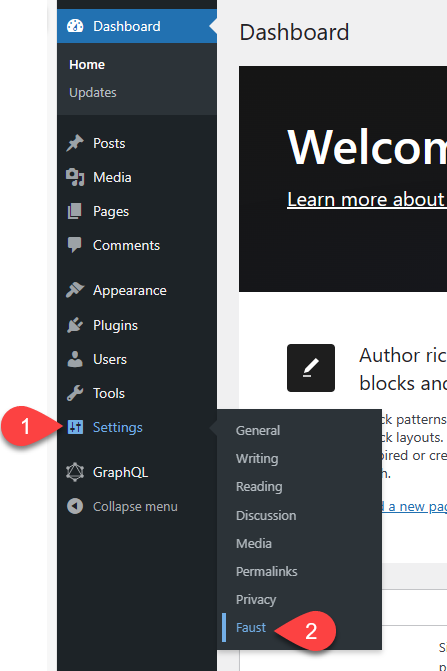 Dashboard
Home
Updates
Posts
Media
Pages
Comments
Appearance
Plugins
Users
Tools
1
Settings
GraphQL
Collapse menu
General
Writing
Reading
Discussion
Media
Permalinks
Privacy
Faust
2
Dashboard
Welcom
Learn more about
Author ric
blocks and
ck patterns
ck layouts.
pired or cre
h.
d a new pag
S
p